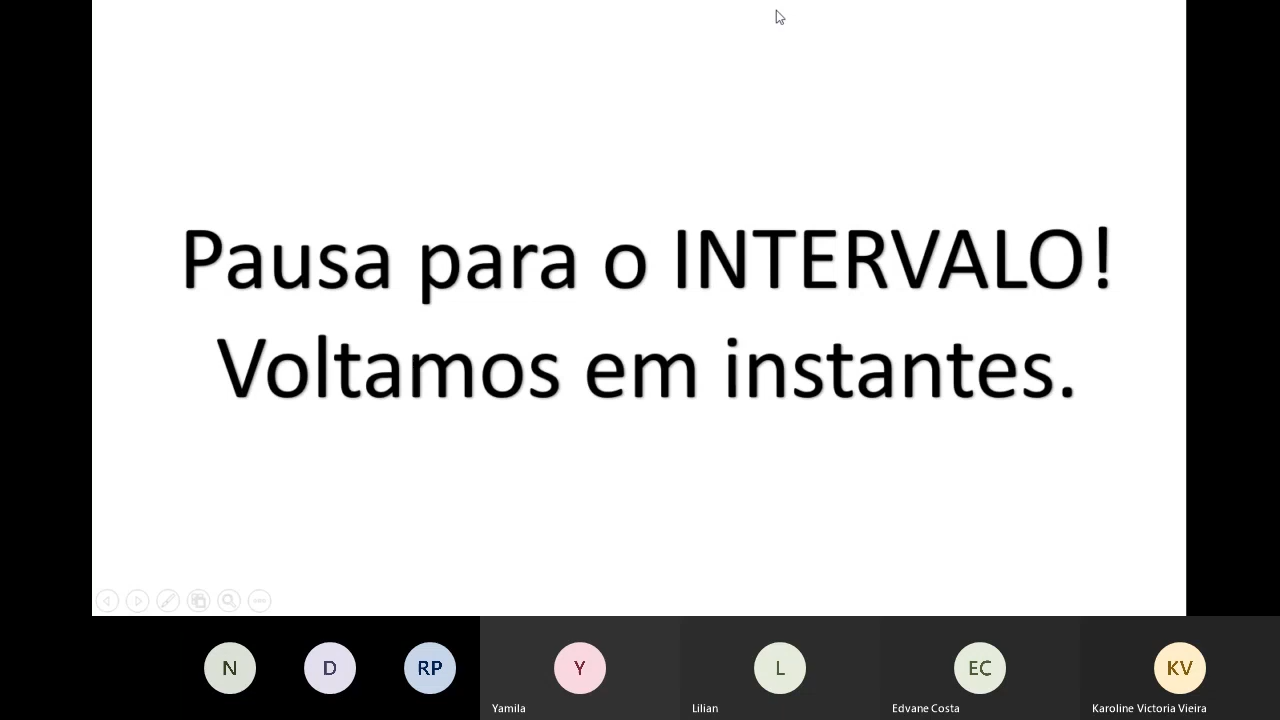 Pausa para o INTERVALO!
Voltamos em instantes.
N
D
RP
Y
L
EC
KV
Yamila
Lilian
Edvane Costa
Karoline Victoria Vieira